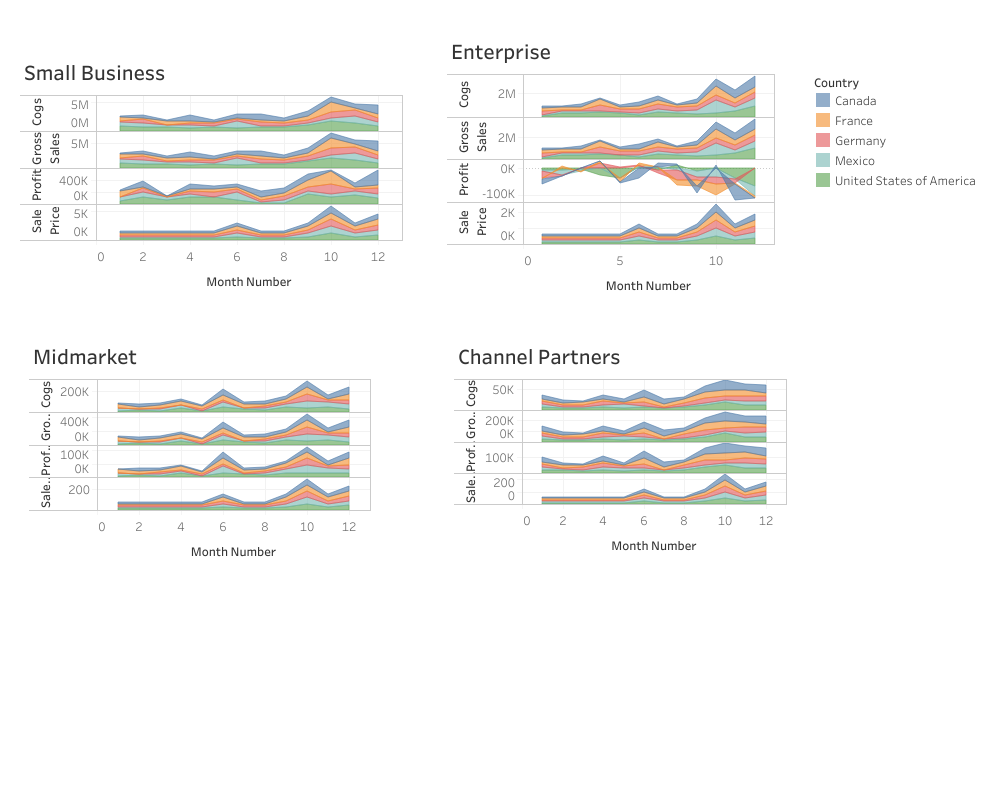 Small Business
Cogs
5M
0M
Gross Sales
5M
Profit
400K
0K
Sale Price
5K
0K
0 2 4 6 8 10 12
Month Number
Enterprise
Cogs
2M
Gross Sales
2M
Profit
0K
-100K
Sale Price
2K
0K
0 5 10
Month Number
Country
Canada
France
Germany
Mexico
United States of America
Midmarket
Cogs
200K
Gro..
400K
0K
Prof..
100K
0K
Sale..
200
0 2 4 6 8 10 12
Month Number
Channel Partners
Cogs
50K
Gro..
200K
0K
Prof..
100K
Sale..
200
0
0 2 4 6 8 10 12
Month Number